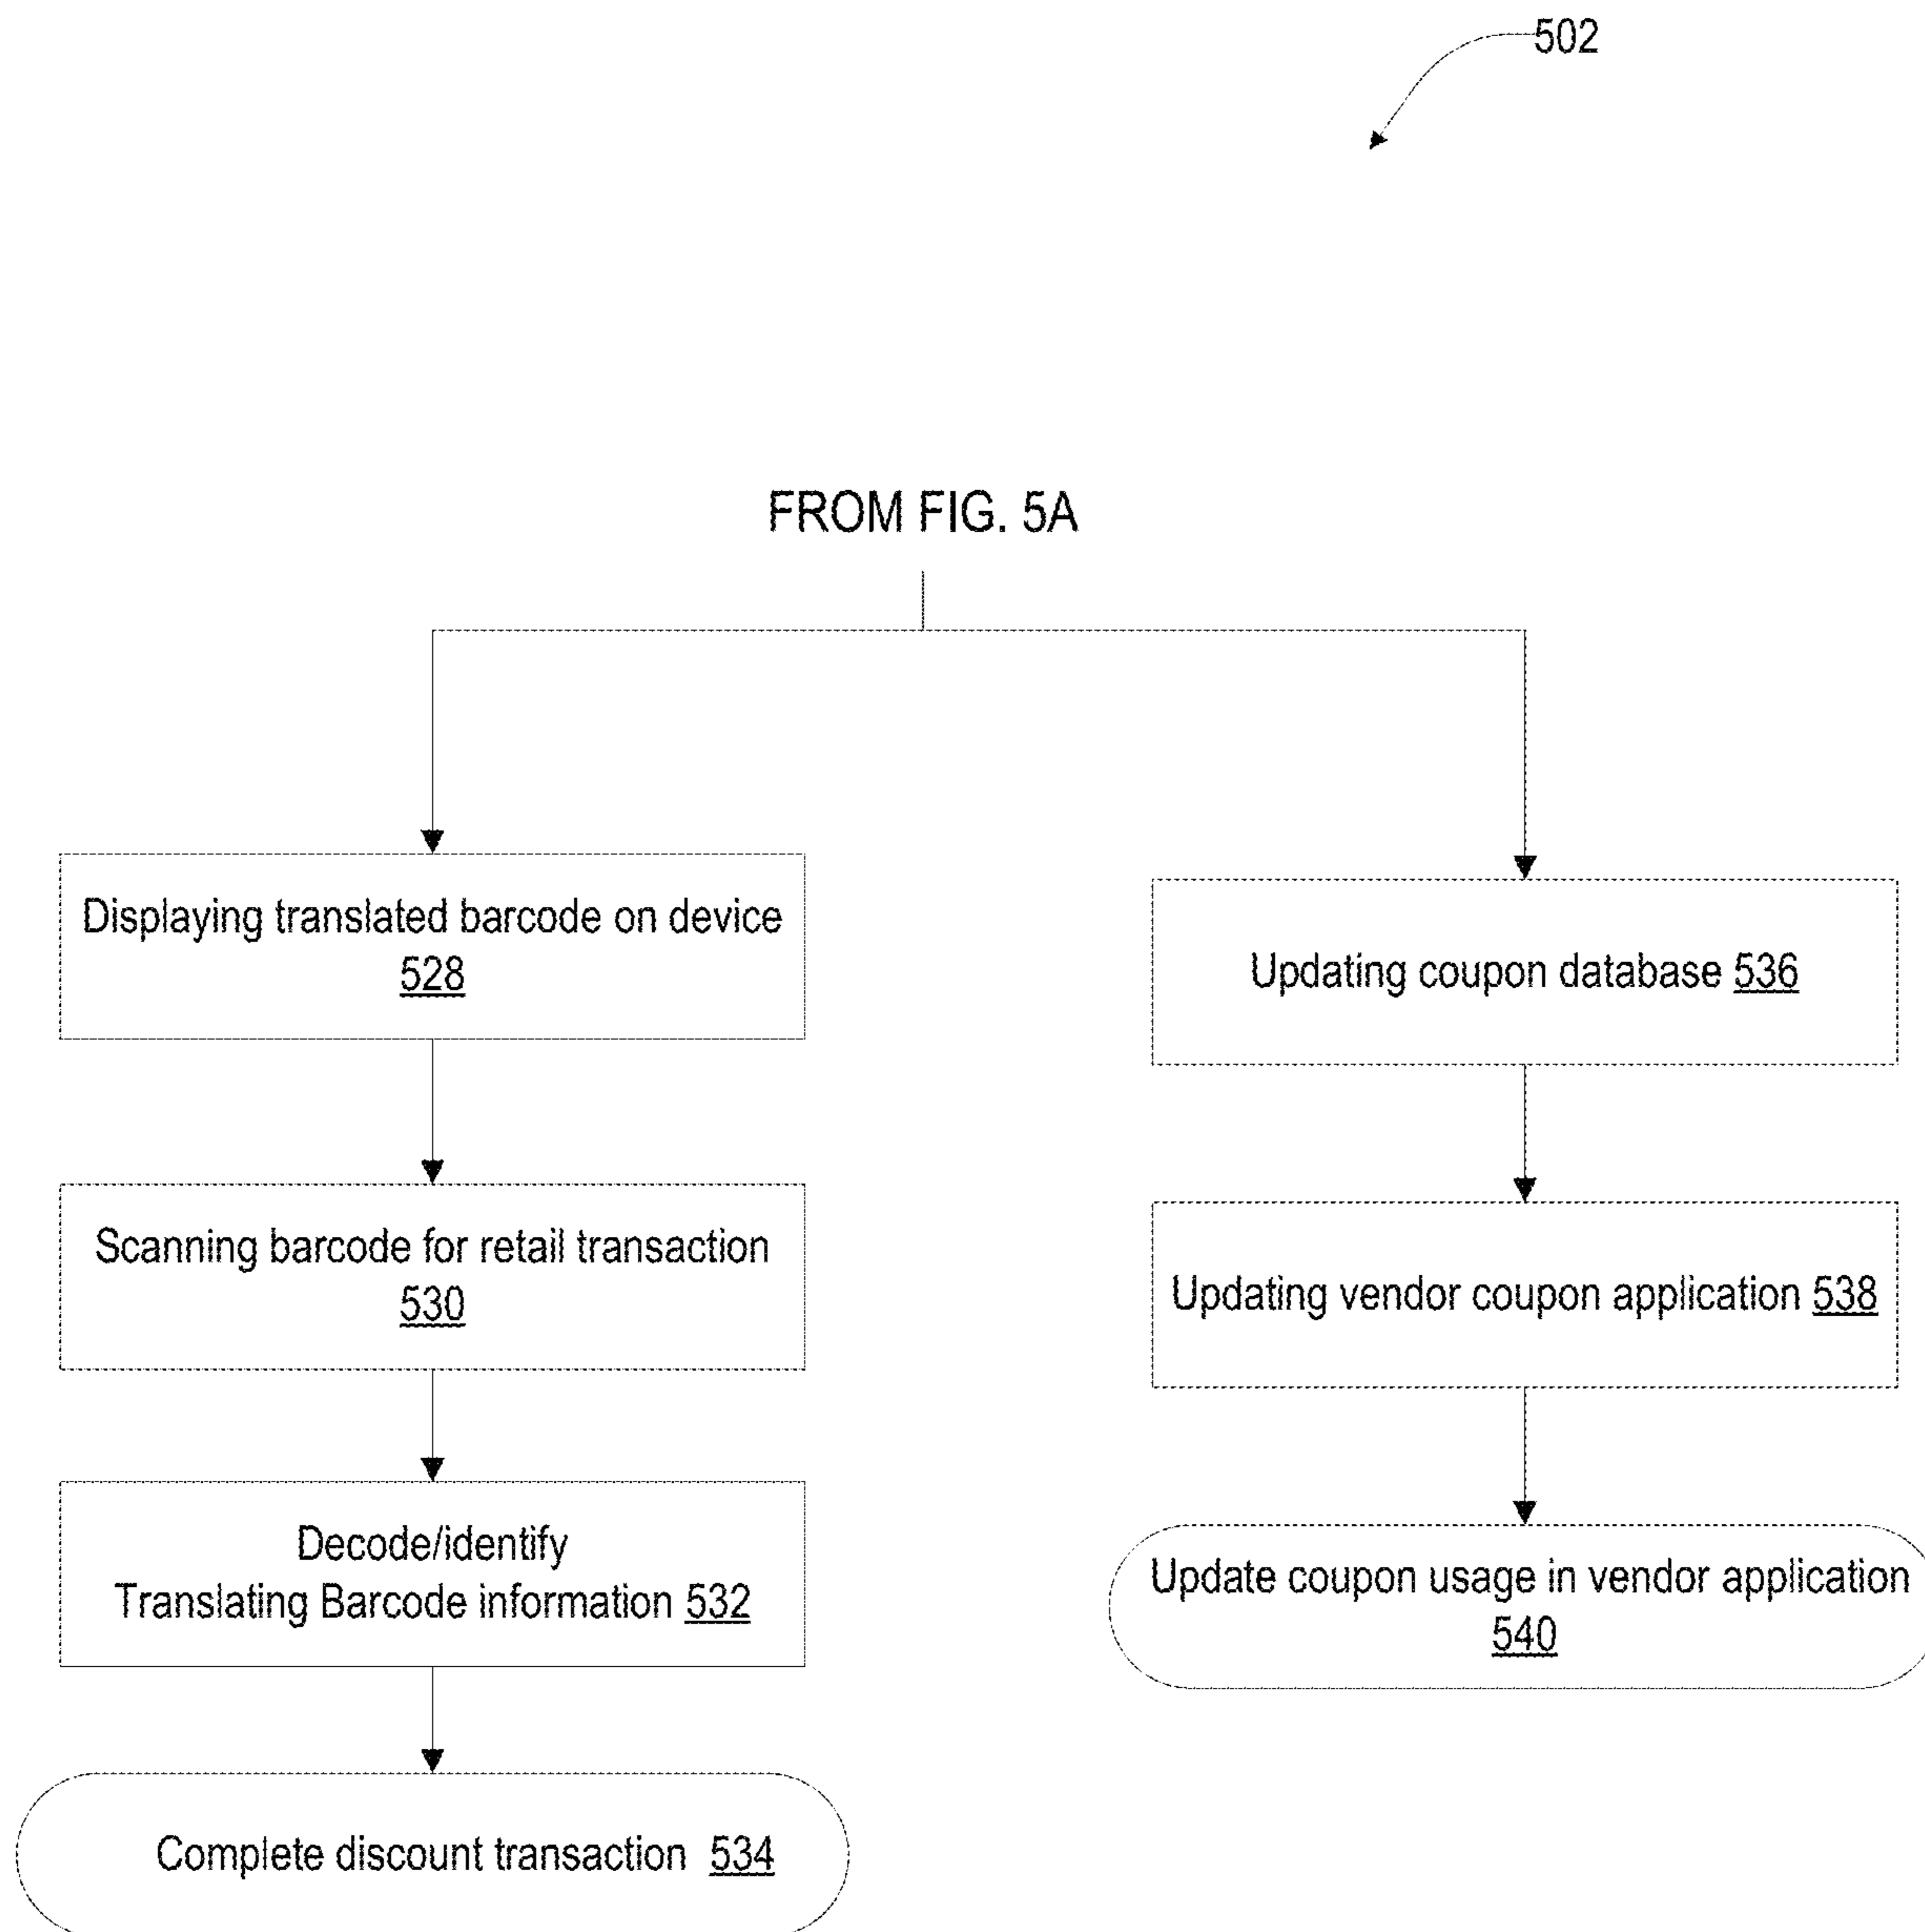 502
FROM FIG. 5A
Displaying translated barcode on device
528
Scanning barcode for retail transaction
530
Decode/identify
Translating Barcode information 532
Complete discount transaction 534
Updating coupon database 536
Updating vendor coupon application 538
Update coupon usage in vendor application
540